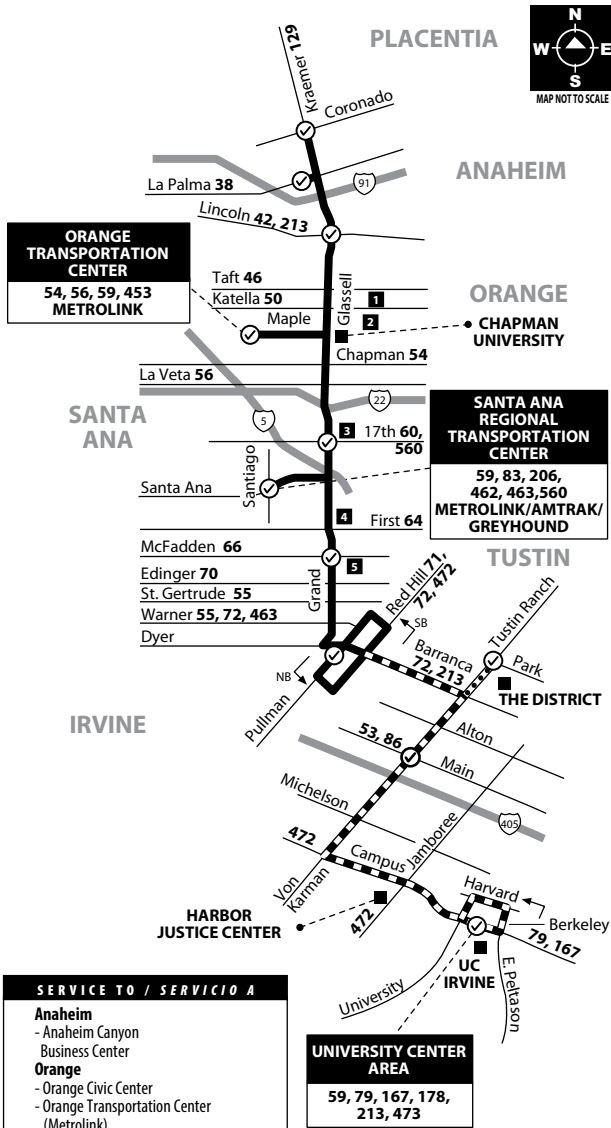 N
W E
S
MAP NOT TO SCALE
PLACENTIA
Kraemer 129
Coronado
ANAHEIM
La Palma 38
91
Lincoln 42, 213
ORANGE
TRANSPORTATION
CENTER
54, 56, 59, 453
METROLINK
Taft 46
Katella 50
Maple
Glassell
1
2
ORANGE
CHAPMAN
UNIVERSITY
Chapman 54
La Veta 56
22
5
SANTA
ANA
3
17th 60,
560
SANTA ANA
REGIONAL
TRANSPORTATION
CENTER
59, 83, 206,
462, 463,560
METROLINK/AMTRAK/
GREYHOUND
Santiago
Santa Ana
4
First 64
McFadden 66
5
TUSTIN
Edinger 70
St. Gertrude 55
Warner 55, 72, 463
Dyer
Grand
Red Hill 71,
72, 472
SB
Tustin Ranch
Barranca
72, 213
Park
THE DISTRICT
NB
Pullman
IRVINE
Alton
53, 86
Main
Michelson
405
Jamboree
472
Campus
Von
Karman
Harvard
HARBOR
JUSTICE CENTER
472
Berkeley
79, 167
UC
IRVINE
University
E. Peltason
UNIVERSITY CENTER
AREA
59, 79, 167, 178,
213, 473
SERVICE TO / SERVICIO A
Anaheim
- Anaheim Canyon
Business Center
Orange
- Orange Civic Center
- Orange Transportation Center
(Metrolink)